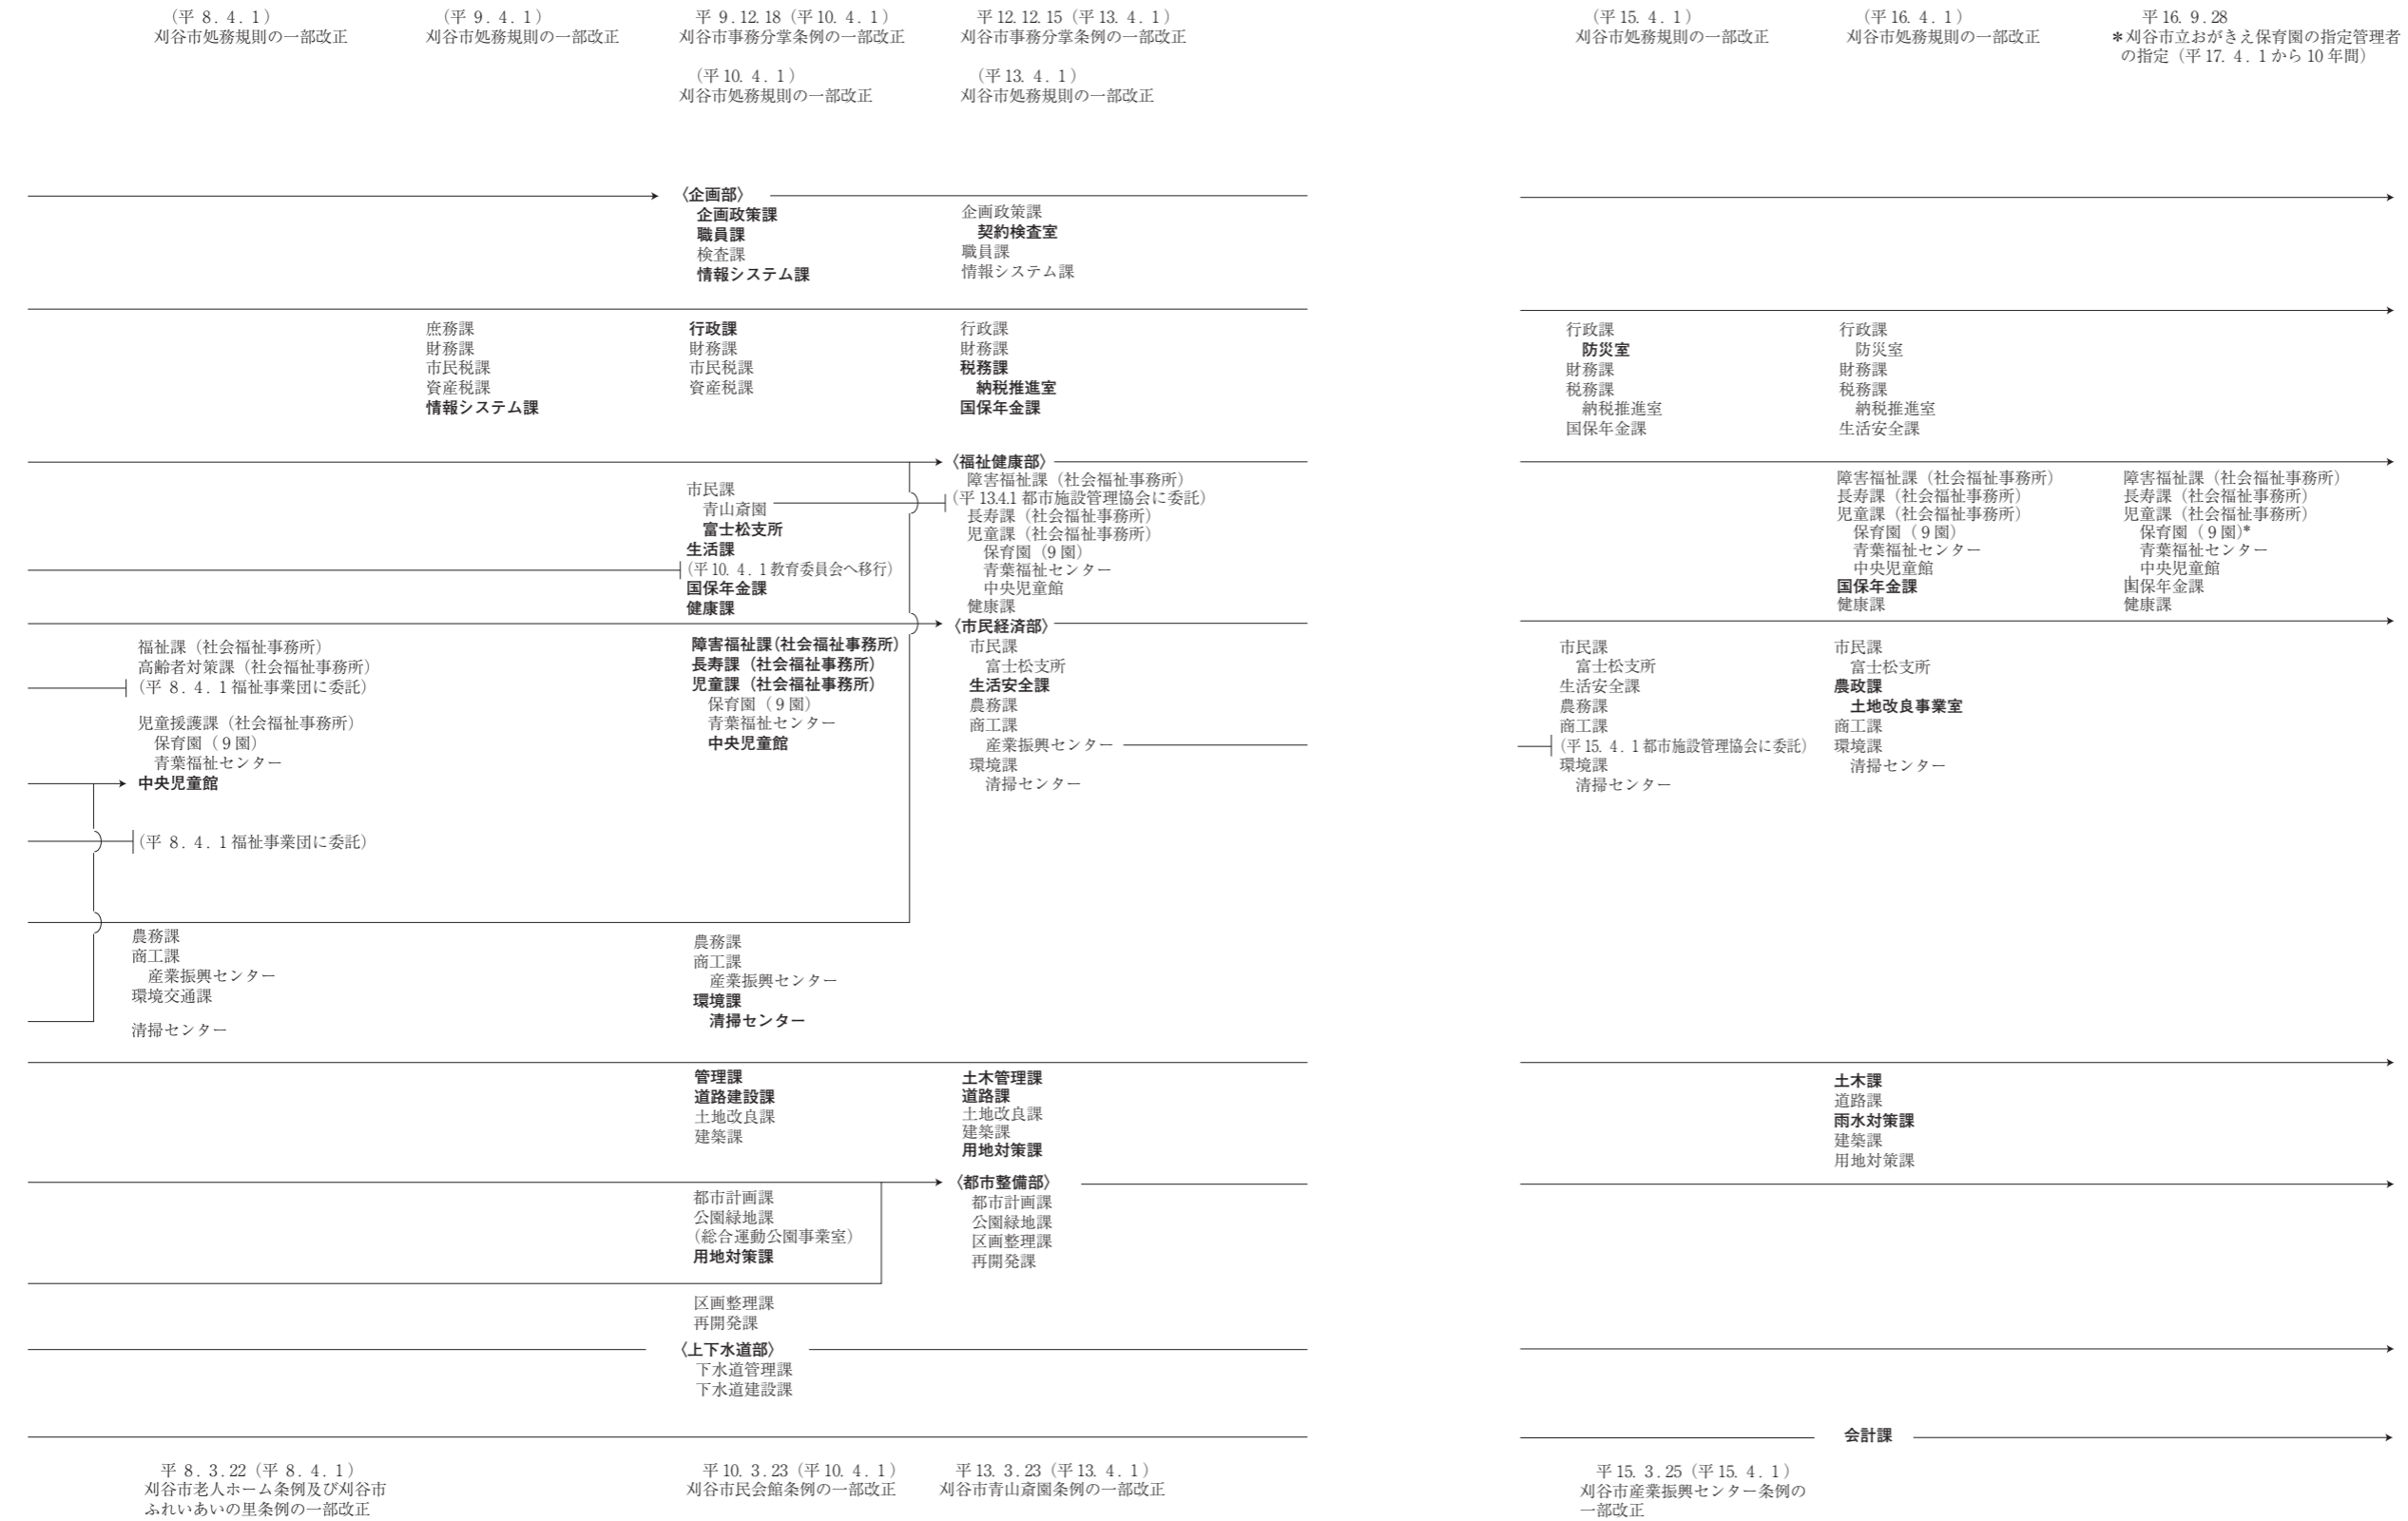 (平 8 . 4 . 1 )
刈谷市処務規則の一部改正
(平 9 . 4 . 1 )
刈谷市処務規則の一部改正
平 9 . 12. 18 (平 10. 4 . 1 )
刈谷市事務分掌条例の一部改正
(平 10. 4 . 1 )
刈谷市処務規則の一部改正
平 12. 12. 15 (平 13. 4 . 1 )
刈谷市事務分掌条例の一部改正
(平 13. 4 . 1 )
刈谷市処務規則の一部改正
(平 15. 4 . 1 )
刈谷市処務規則の一部改正
(平 16. 4 . 1 )
刈谷市処務規則の一部改正
平 16. 9 . 28
*刈谷市立おがきえ保育園の指定管理者
の指定(平 17. 4 . 1 から 10 年間)
〈企画部〉
企画政策課
職員課
検査課
情報システム課
企画政策課
契約検査室
職員課
情報システム課
庶務課
財務課
市民税課
資産税課
情報システム課
行政課
財務課
市民税課
資産税課
行政課
財務課
税務課
納税推進室
国保年金課
行政課
防災室
財務課
税務課
納税推進室
国保年金課
行政課
防災室
財務課
税務課
納税推進室
生活安全課
市民課
青山斎園
富士松支所
生活課
(平 10. 4 . 1 教育委員会へ移行)
国保年金課
健康課
〈福祉健康部〉
障害福祉課(社会福祉事務所)
(平 13.4.1 都市施設管理協会に委託)
長寿課(社会福祉事務所)
児童課(社会福祉事務所)
保育園(9 園)
青葉福祉センター
中央児童館
健康課
障害福祉課(社会福祉事務所)
長寿課(社会福祉事務所)
児童課(社会福祉事務所)
保育園( 9 園)
青葉福祉センター
中央児童館
国保年金課
健康課
障害福祉課(社会福祉事務所)
長寿課(社会福祉事務所)
児童課(社会福祉事務所)
保育園( 9 園)*
青葉福祉センター
中央児童館
国保年金課
健康課
福祉課(社会福祉事務所)
高齢者対策課(社会福祉事務所)
(平 8 . 4 . 1 福祉事業団に委託)
児童援護課(社会福祉事務所)
保育園( 9 園)
青葉福祉センター
中央児童館
(平 8 . 4 . 1 福祉事業団に委託)
障害福祉課(社会福祉事務所)
長寿課(社会福祉事務所)
児童課(社会福祉事務所)
保育園( 9 園)
青葉福祉センター
中央児童館
〈市民経済部〉
市民課
富士松支所
生活安全課
農務課
商工課
産業振興センター
環境課
清掃センター
市民課
富士松支所
生活安全課
農務課
商工課
(平 15. 4 . 1 都市施設管理協会に委託)
環境課
清掃センター
市民課
富士松支所
農政課
土地改良事業室
商工課
環境課
清掃センター
農務課
商工課
産業振興センター
環境交通課
清掃センター
農務課
商工課
産業振興センター
環境課
清掃センター
管理課
道路建設課
土地改良課
建築課
土木管理課
道路課
土地改良課
建築課
用地対策課
土木課
道路課
雨水対策課
建築課
用地対策課
都市計画課
公園緑地課
(総合運動公園事業室)
用地対策課
〈都市整備部〉
都市計画課
公園緑地課
区画整理課
再開発課
区画整理課
再開発課
〈上下水道部〉
下水道管理課
下水道建設課
会計課
平 8 . 3 . 22 (平 8 . 4 . 1 )
刈谷市老人ホーム条例及び刈谷市
ふれいあいの里条例の一部改正
平 10. 3 . 23 (平 10. 4 . 1 )
刈谷市民会館条例の一部改正
平 13. 3 . 23 (平 13. 4 . 1 )
刈谷市青山斎園条例の一部改正
平 15. 3 . 25 (平 15. 4 . 1 )
刈谷市産業振興センター条例の
一部改正